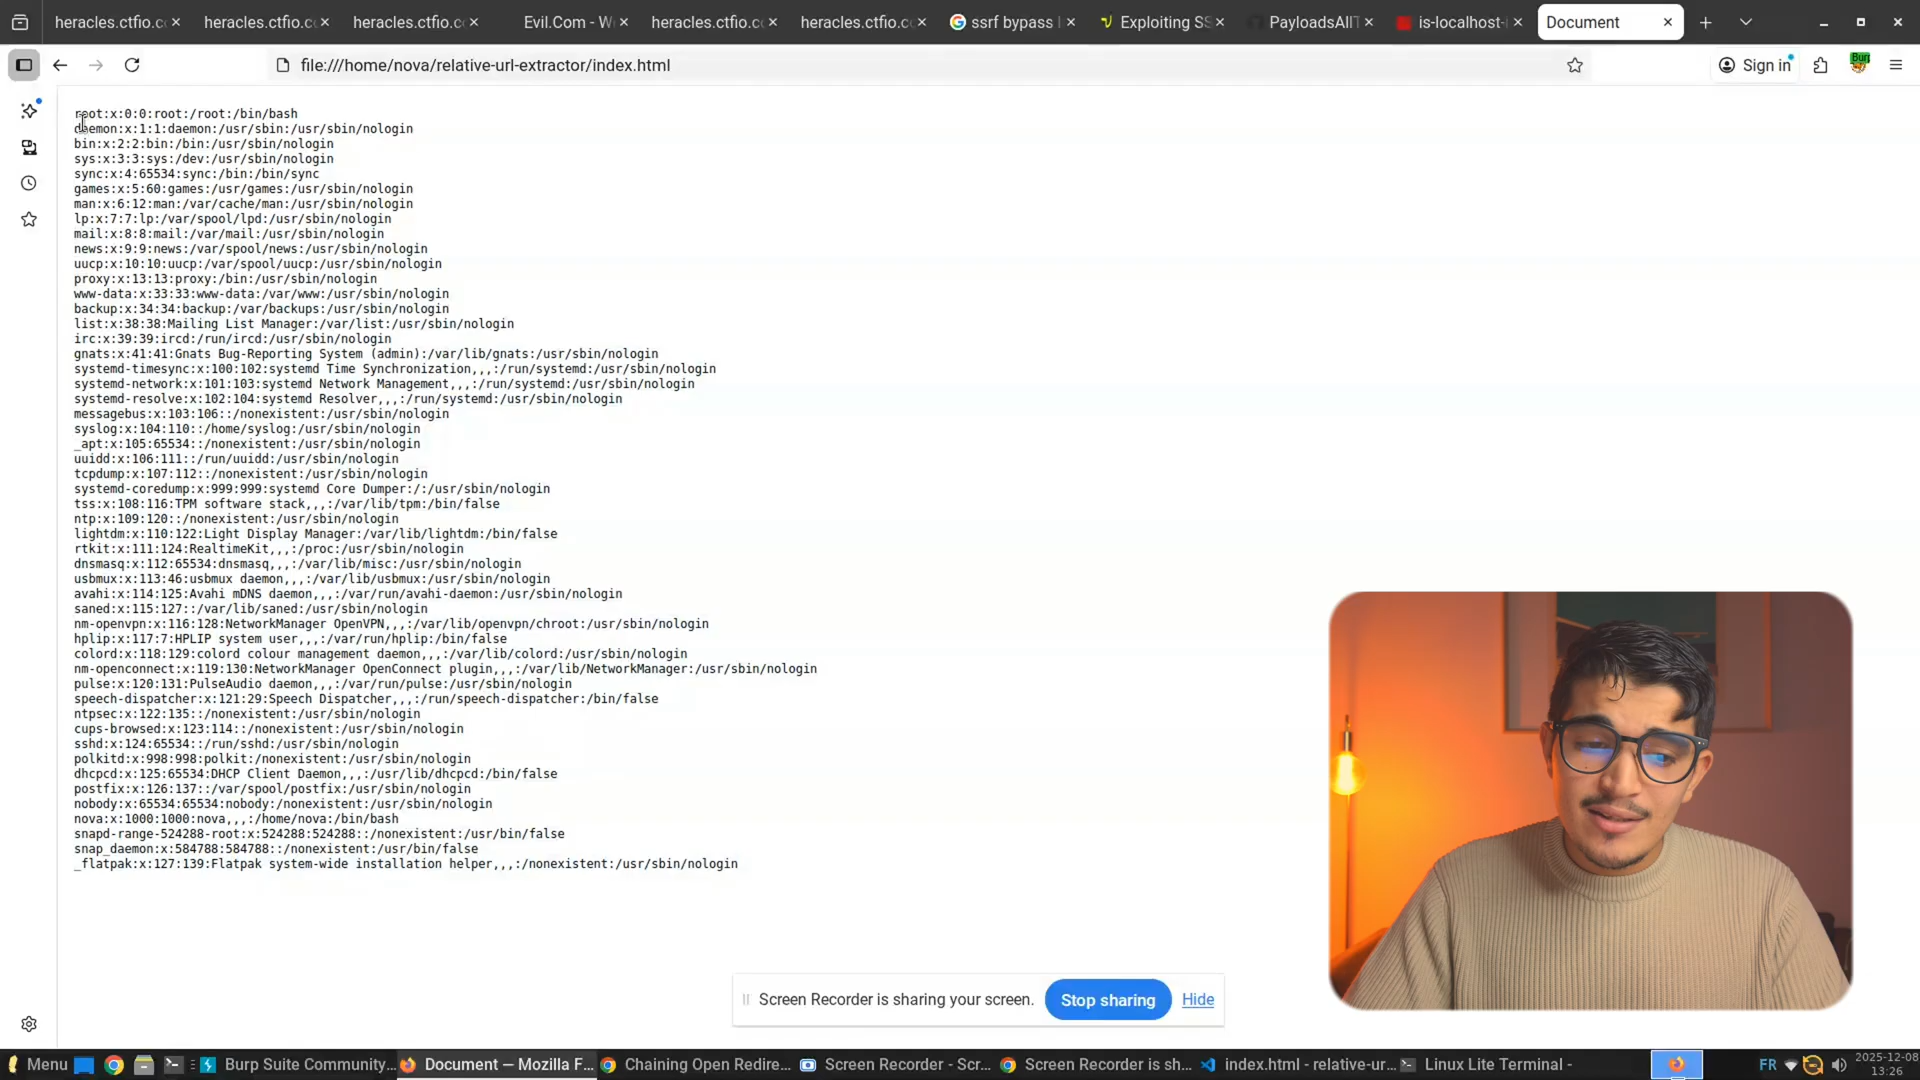 heracles.ctfio.c
heracles.ctfio.c
heracles.ctfio.c
Evil.Com - W
heracles.ctfio.c
heracles.ctfio.c
ssrf bypass
Exploiting SS
PayloadsAllT
is-localhost-
Document
file:///home/nova/relative-url-extractor/index.html
Sign in
root:x:0:0:root:/root:/bin/bash
daemon:x:1:1:daemon:/usr/sbin:/usr/sbin/nologin
bin:x:2:2:bin:/bin:/usr/sbin/nologin
sys:x:3:3:sys:/dev:/usr/sbin/nologin
sync:x:4:65534:sync:/bin:/bin/sync
games:x:5:60:games:/usr/games:/usr/sbin/nologin
man:x:6:12:man:/var/cache/man:/usr/sbin/nologin
lp:x:7:7:lp:/var/spool/lpd:/usr/sbin/nologin
mail:x:8:8:mail:/var/mail:/usr/sbin/nologin
news:x:9:9:news:/var/spool/news:/usr/sbin/nologin
uucp:x:10:10:uucp:/var/spool/uucp:/usr/sbin/nologin
proxy:x:13:13:proxy:/bin:/usr/sbin/nologin
www-data:x:33:33:www-data:/var/www:/usr/sbin/nologin
backup:x:34:34:backup:/var/backups:/usr/sbin/nologin
list:x:38:38:Mailing List Manager:/var/list:/usr/sbin/nologin
irc:x:39:39:ircd:/run/ircd:/usr/sbin/nologin
gnats:x:41:41:Gnats Bug-Reporting System (admin):/var/lib/gnats:/usr/sbin/nologin
systemd-timesync:x:100:102:systemd Time Synchronization,,,:/run/systemd:/usr/sbin/nologin
systemd-network:x:101:103:systemd Network Management,,,:/run/systemd:/usr/sbin/nologin
systemd-resolve:x:102:104:systemd Resolver,,,:/run/systemd:/usr/sbin/nologin
messagebus:x:103:106::/nonexistent:/usr/sbin/nologin
syslog:x:104:110::/home/syslog:/usr/sbin/nologin
_apt:x:105:65534::/nonexistent:/usr/sbin/nologin
uuidd:x:106:111::/run/uuidd:/usr/sbin/nologin
tcpdump:x:107:112::/nonexistent:/usr/sbin/nologin
systemd-coredump:x:999:999:systemd Core Dumper:/:/usr/sbin/nologin
tss:x:108:116:TPM software stack,,,:/var/lib/tpm:/bin/false
ntp:x:109:120::/nonexistent:/usr/sbin/nologin
lightdm:x:110:122:Light Display Manager:/var/lib/lightdm:/bin/false
rtkit:x:111:124:RealtimeKit,,,:/proc:/usr/sbin/nologin
dnsmasq:x:112:65534:dnsmasq,,,:/var/lib/misc:/usr/sbin/nologin
usbmux:x:113:46:usbmux daemon,,,:/var/lib/usbmux:/usr/sbin/nologin
avahi:x:114:125:Avahi mDNS daemon,,,:/var/run/avahi-daemon:/usr/sbin/nologin
saned:x:115:127::/var/lib/saned:/usr/sbin/nologin
nm-openvpn:x:116:128:NetworkManager OpenVPN,,,:/var/lib/openvpn/chroot:/usr/sbin/nologin
hplip:x:117:7:HPLIP system user,,,:/var/run/hplip:/bin/false
colord:x:118:129:colord colour management daemon,,,:/var/lib/colord:/usr/sbin/nologin
nm-openconnect:x:119:130:NetworkManager OpenConnect plugin,,,:/var/lib/NetworkManager:/usr/sbin/nologin
pulse:x:120:131:PulseAudio daemon,,,:/var/run/pulse:/usr/sbin/nologin
speech-dispatcher:x:121:29:Speech Dispatcher,,,:/run/speech-dispatcher:/bin/false
ntpsec:x:122:135::/nonexistent:/usr/sbin/nologin
cups-browsed:x:123:114::/nonexistent:/usr/sbin/nologin
sshd:x:124:65534::/run/sshd:/usr/sbin/nologin
polkitd:x:998:998:polkit:/nonexistent:/usr/sbin/nologin
dhcpcd:x:125:65534:DHCP Client Daemon,,,:/usr/lib/dhcpcd:/bin/false
postfix:x:126:137::/var/spool/postfix:/usr/sbin/nologin
nobody:x:65534:65534:nobody:/nonexistent:/usr/sbin/nologin
nova:x:1000:1000:nova,,,:/home/nova:/bin/bash
snapd-range-524288-root:x:524288:524288::/nonexistent:/usr/bin/false
snap_daemon:x:584788:584788::/nonexistent:/usr/bin/false
_flatpak:x:127:139:Flatpak system-wide installation helper,,,:/nonexistent:/usr/sbin/nologin
Screen Recorder is sharing your screen.
Stop sharing
Hide
Menu
Burp Suite Community...
Document — Mozilla F...
Chaining Open Redire...
Screen Recorder - Scr...
Screen Recorder is sh...
index.html - relative-ur...
Linux Lite Terminal -
FR
2025-12-08
13:26